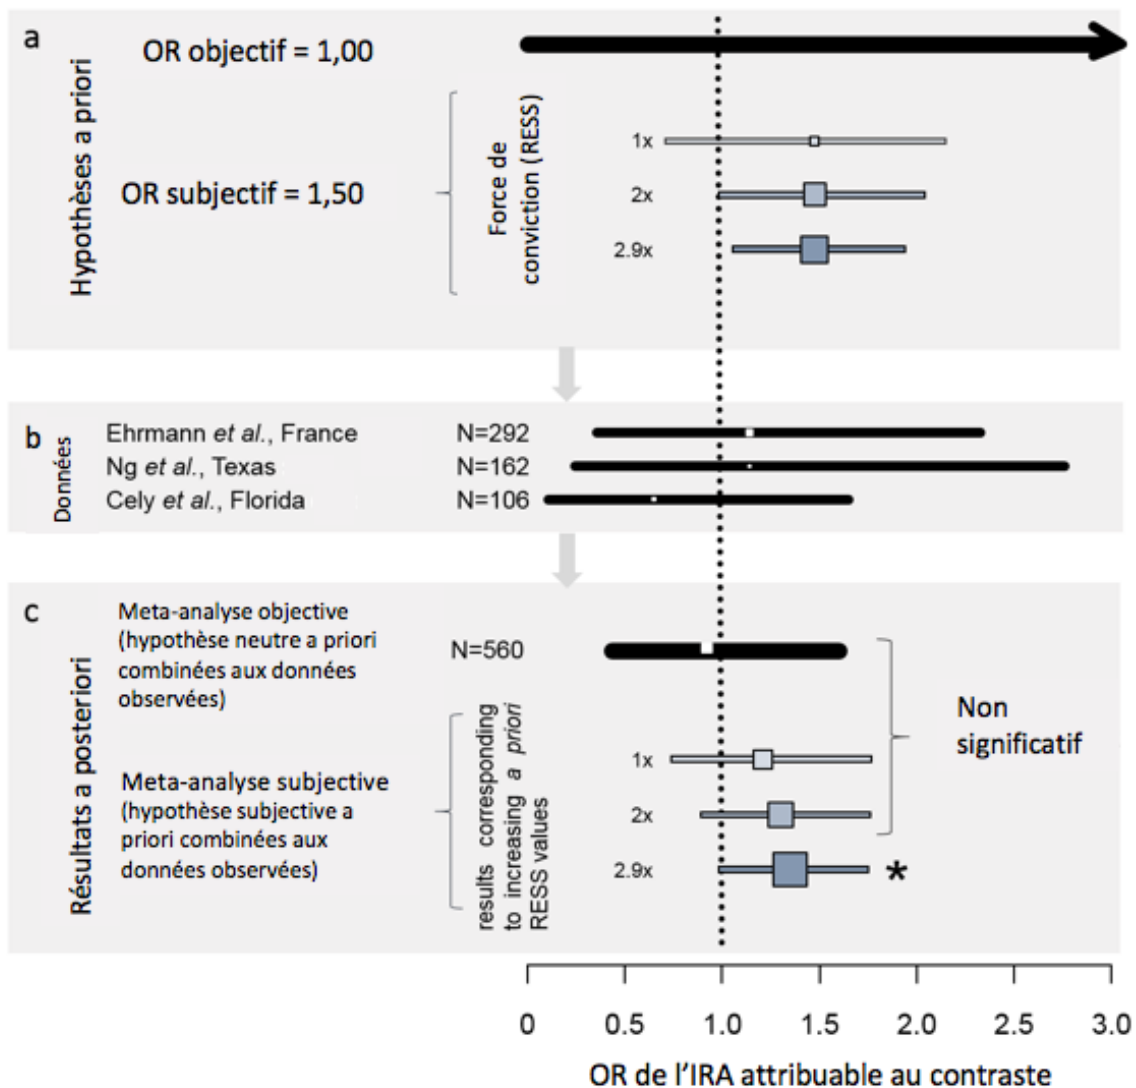 a
Hypothèses a priori
OR objectif = 1,00
OR subjectif = 1,50
Force de
conviction (RESS)
1x
2x
2.9x
b
Données
Ehrmann et al., France N=292
Ng et al., Texas N=162
Cely et al., Florida N=106
c
Résultats a posteriori
Meta-analyse objective
(hypothèse neutre a priori
combinées aux données
observées)
N=560
Meta-analyse subjective
(hypothèse subjective a
priori combinées aux
données observées)
results corresponding
to increasing a priori
RESS values
1x
2x
2.9x
*
Non
significatif
0 0.5 1.0 1.5 2.0 2.5 3.0
OR de l'IRA attribuable au contraste